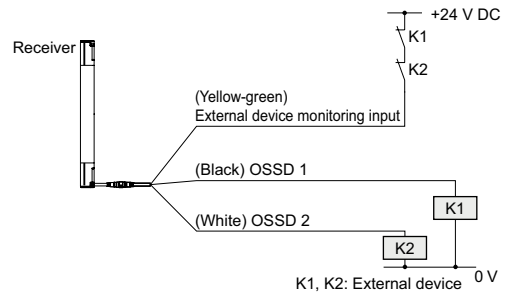 +24 V DC
K1
Receiver
K2
(Yellow-green)
External device monitoring input
(Black) OSSD 1
K1
(White) OSSD 2
K2
0 V
K1, K2: External device